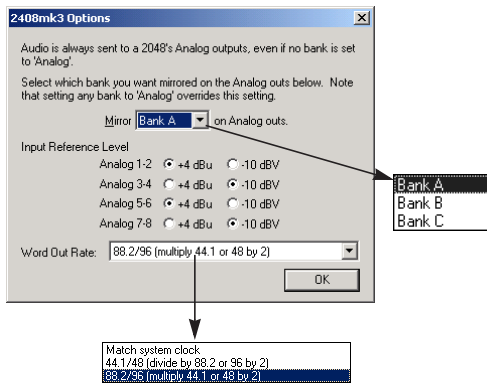 2408mk3 Options
Audio is always sent to a 2048's Analog outputs, even if no bank is set
to 'Analog'.
Select which bank you want mirrored on the Analog outs below. Note
that setting any bank to 'Analog' overrides this setting.
Mirror Bank A on Analog outs.
Input Reference Level
Analog 1-2 +4 dBu -10 dBV
Analog 3-4 +4 dBu -10 dBV
Analog 5-6 +4 dBu -10 dBV
Analog 7-8 +4 dBu -10 dBV
Word Out Rate: 88.2/96 (multiply 44.1 or 48 by 2)
OK
Bank A
Bank B
Bank C
Match system clock
44.1/48 (divide by 88.2 or 96 by 2)
88.2/96 (multiply 44.1 or 48 by 2)